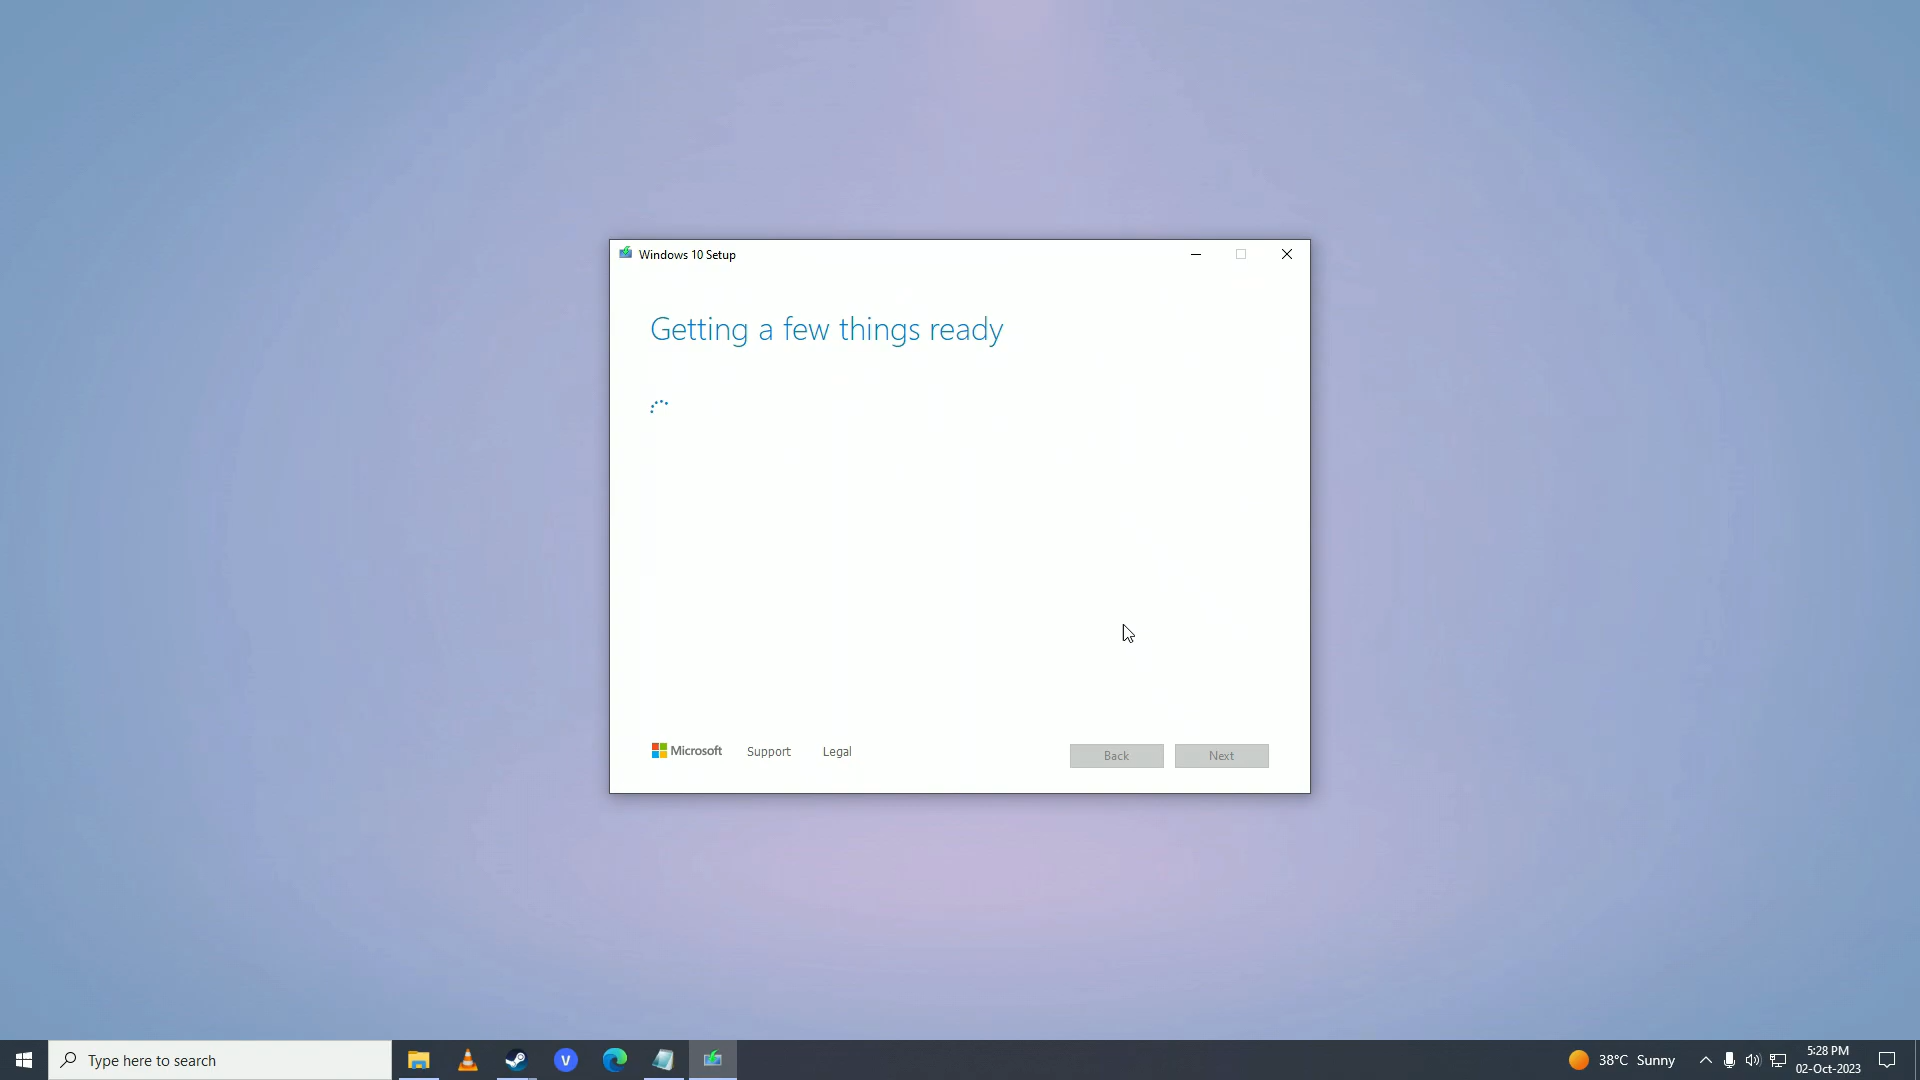 Windows 10 Setup
Getting a few things ready
Microsoft
Support
Legal
Back
Next
Type here to search
V
38°C Sunny
5:28 PM
02-Oct-2023